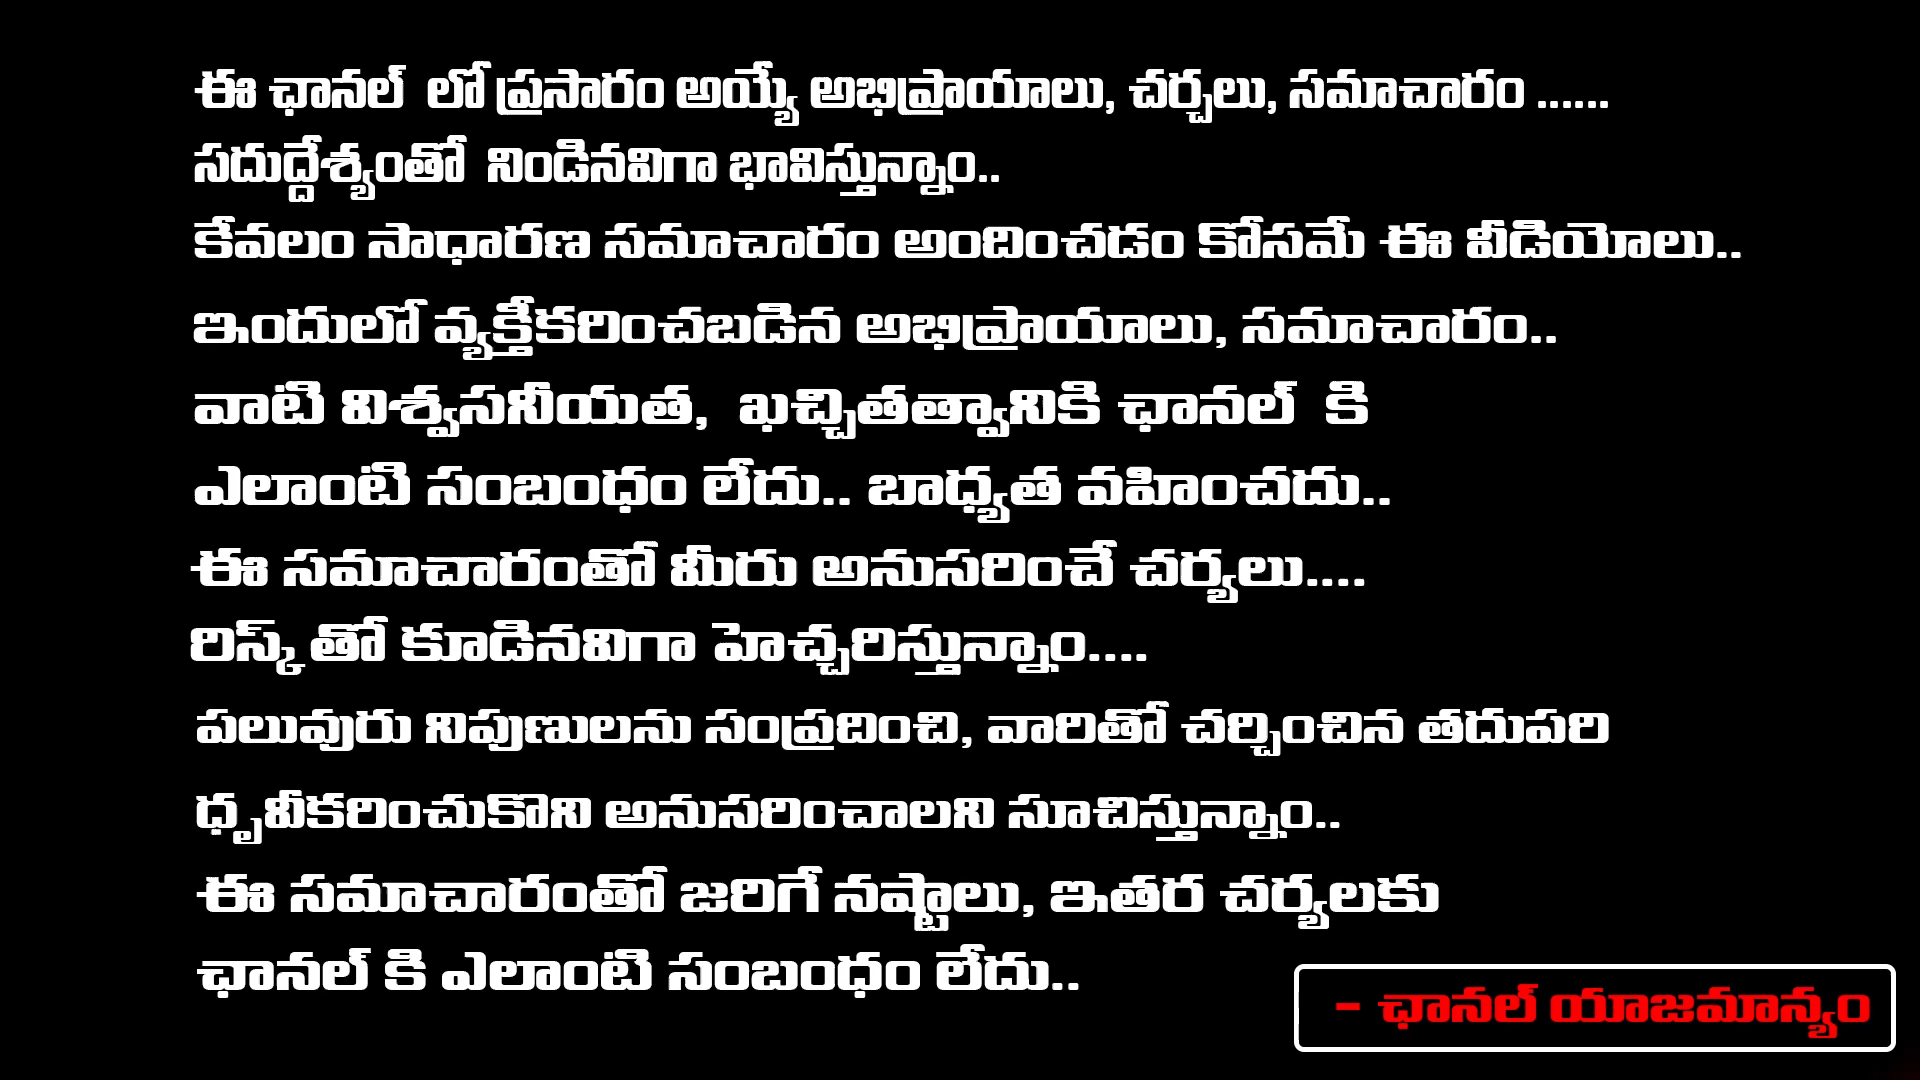 ఈ ఛానల్ లో ప్రసారం అయ్యే అభిప్రాయాలు, చర్చలు, సమాచారం ......
సదుద్దేశ్యంతో నిండినవిగా భావిస్తున్నాం..
కేవలం సాధారణ సమాచారం అందించడం కోసమే ఈ వీడియోలు..
ఇందులో వ్యక్తీకరించబడిన అభిప్రాయాలు, సమాచారం..
వాటి విశ్వసనీయత, ఖచ్చితత్వానికి ఛానల్ కి
ఎలాంటి సంబంధం లేదు.. బాధ్యత వహించదు..
ఈ సమాచారంతో మీరు అనుసరించే చర్యలు....
రిస్క్ తో కూడినవిగా హెచ్చరిస్తున్నాం....
పలువురు నిపుణులను సంప్రదించి, వారితో చర్చించిన తదుపరి
ధృవీకరించుకొని అనుసరించాలని సూచిస్తున్నాం..
ఈ సమాచారంతో జరిగే నష్టాలు, ఇతర చర్యలకు
ఛానల్ కి ఎలాంటి సంబంధం లేదు..
- ఛానల్ యాజమాన్యం